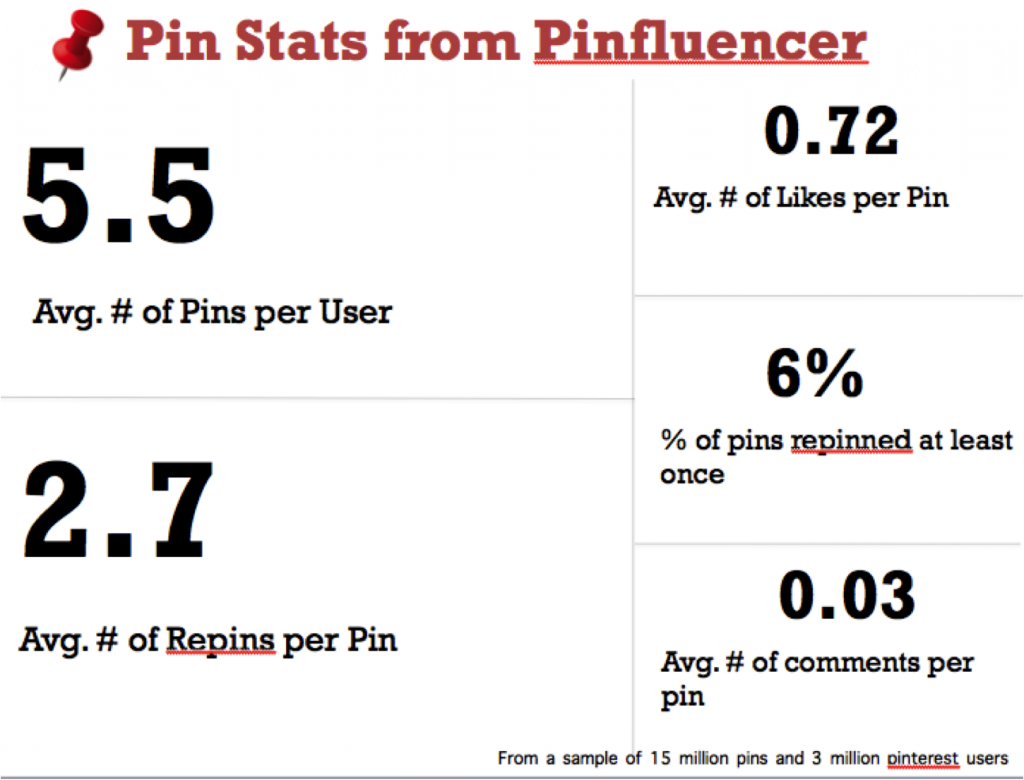 Pin Stats from Pinfluencer
5.5
Avg. # of Pins per User
2.7
Avg. # of Repins per Pin
0.72
Avg. # of Likes per Pin
6%
% of pins repinned at least
once
0.03
Avg. # of comments per
pin
From a sample of 15 million pins and 3 million pinterest users